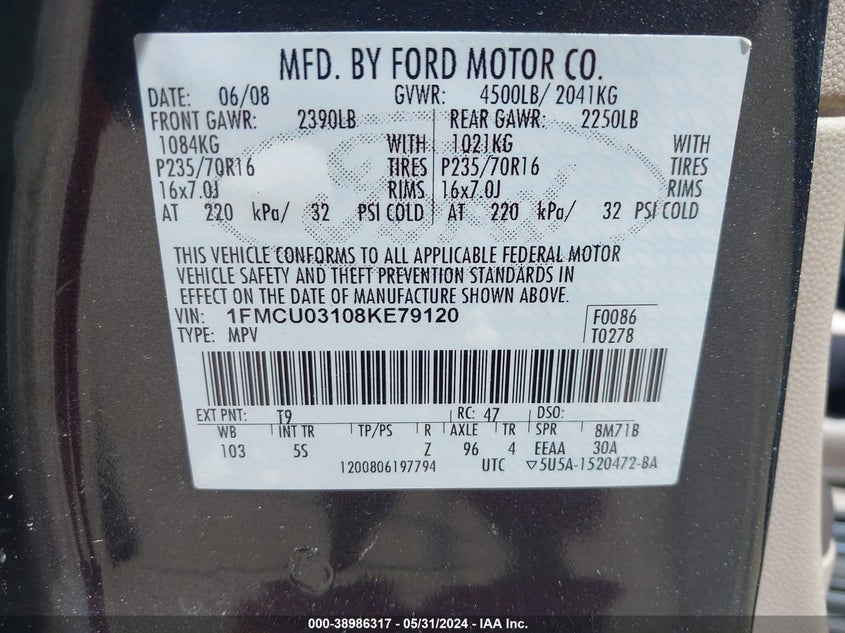 MFD. BY FORD MOTOR CO.
DATE: 06/08 GVWR: 4500LB/ 2041KG
FRONT GAWR: 2390LB REAR GAWR: 2250LB
1084KG WITH 1021KG WITH
P235/70R16 TIRES P235/70R16 TIRES
16x7.0J RIMS 16x7.0J RIMS
AT 220 kPa/ 32 PSI COLD AT 220 kPa/ 32 PSI COLD
THIS VEHICLE CONFORMS TO ALL APPLICABLE FEDERAL MOTOR
VEHICLE SAFETY AND THEFT PREVENTION STANDARDS IN
EFFECT ON THE DATE OF MANUFACTURE SHOWN ABOVE.
VIN: 1FMCU03108KE79120 F0086
TYPE: MPV T0278
EXT PNT: T9 RC: 47 DSO:
WB INT TR TP/PS R AXLE TR SPR 8M71B
103 5S Z 96 4 EEAA 30A
1200806197794 UTC ▽5U5A-1520472-BA
000-38986317 - 05/31/2024 - IAA Inc.